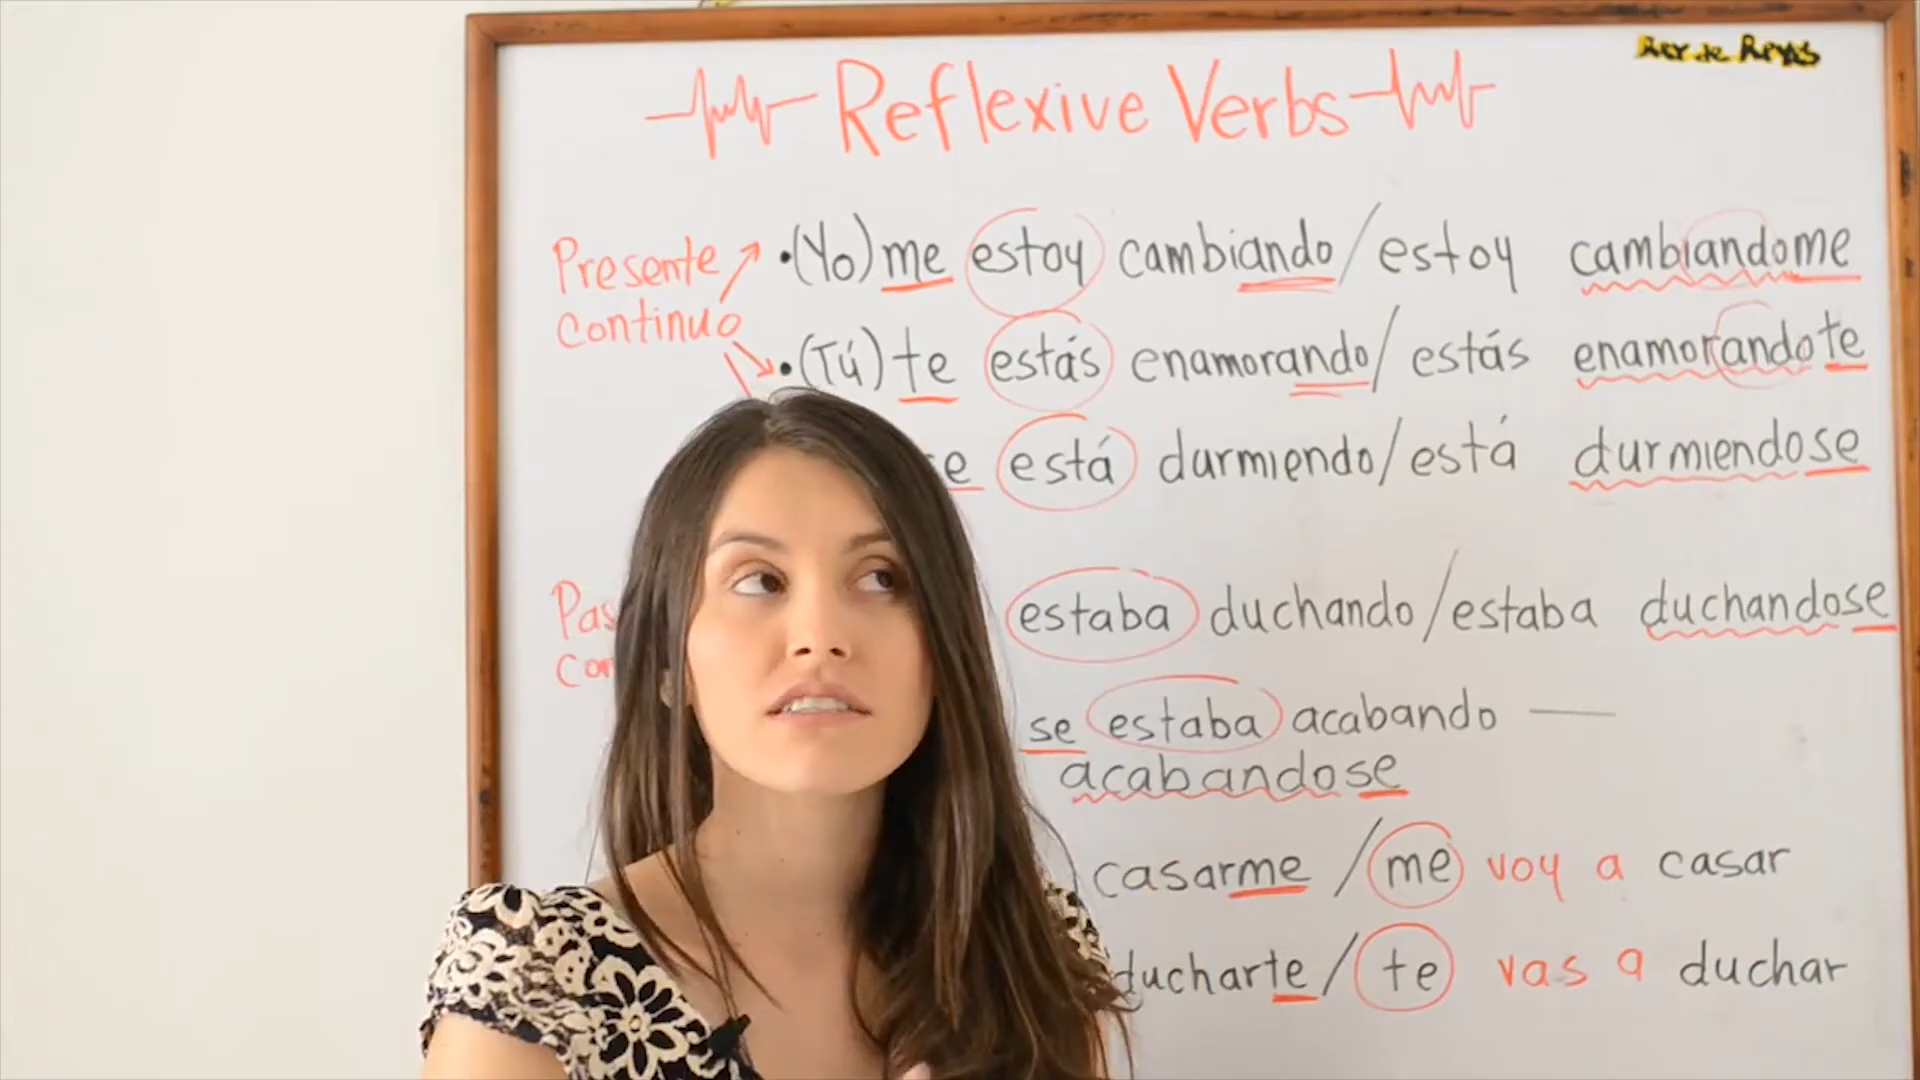 Rey de Reyes
Reflexive Verbs
Presente
continuo
•(Yo) me estoy cambiando / estoy cambiandome
•(Tú) te estás enamorando / estás enamorandote
está durmiendo / está durmiendose
estaba duchando / estaba duchandose
se estaba acabando —
acabandose
casarme / me voy a casar
ducharte / te vas a duchar